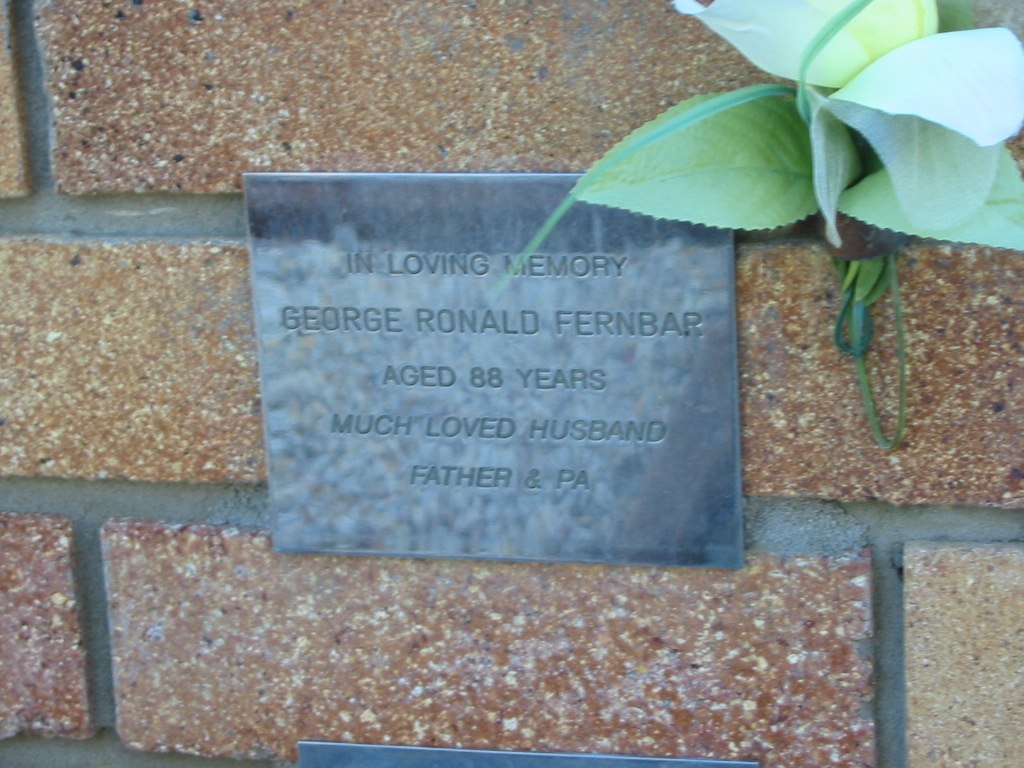 IN LOVING MEMORY
GEORGE RONALD FERNBAR
AGED 88 YEARS
MUCH LOVED HUSBAND
FATHER & PA